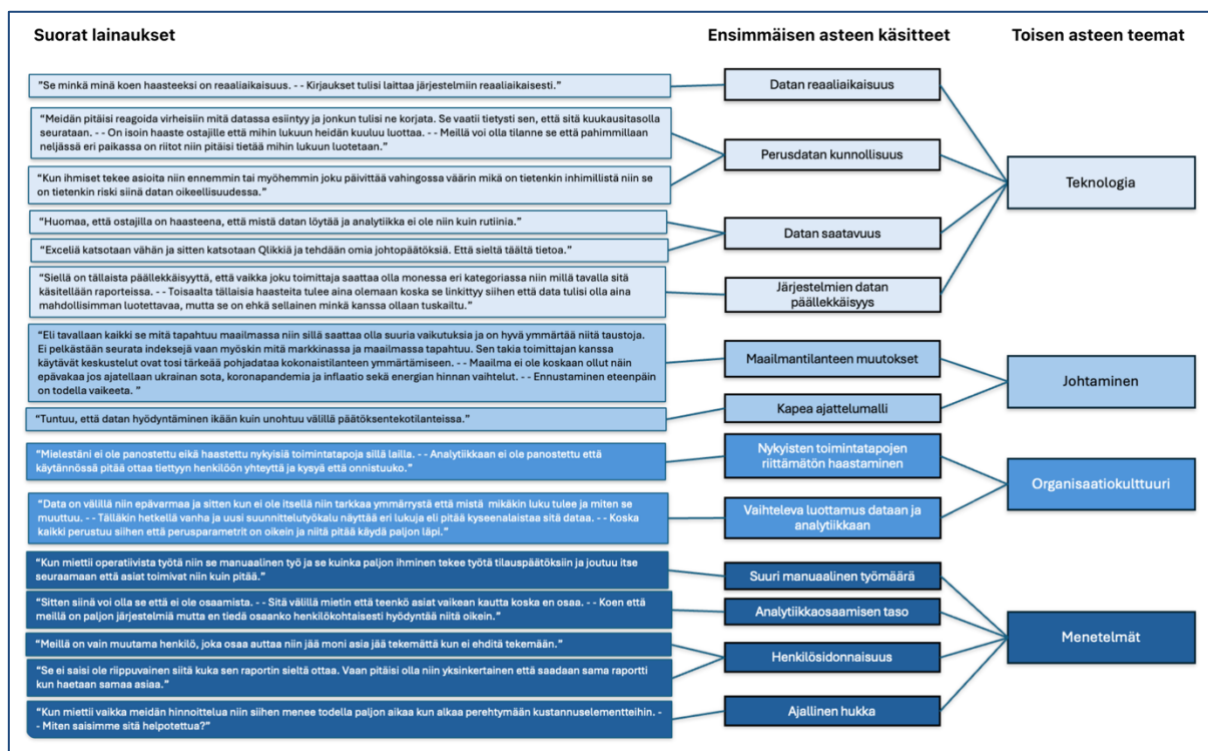 Suorat lainaukset
Ensimmäisen asteen käsitteet
Toisen asteen teemat
"Se minkä minä koen haasteeksi on reaaliaikaisuus. - - Kirjaukset tulisi laittaa järjestelmiin reaaliaikaisesti."
Datan reaaliaikaisuus
"Meidän pitäisi reagoida virheisiin mitä datassa esiintyy ja jonkun tulisi ne korjata. Se vaatii tietysti sen, että sitä kuukausitasolla
seurataan. - - On isoin haaste ostajille että mihin lukuun heidän kuuluu luottaa. - - Meillä voi olla tilanne se että pahimmillaan
neljässä eri paikassa on riitot niin pitäisi tietää mihin lukuun luotetaan."
Perusdatan kunnollisuus
"Kun ihmiset tekee asioita niin ennemmin tai myöhemmin joku päivittää vahingossa väärin mikä on tietenkin inhimillistä niin se
on tietenkin riski siinä datan oikeellisuudessa."
Teknologia
"Huomaa, että ostajilla on haasteena, että mistä datan löytää ja analytiikka ei ole niin kuin rutiinia."
Datan saatavuus
"Exceliä katsotaan vähän ja sitten katsotaan Qlikkiä ja tehdään omia johtopäätöksiä. Että sieltä täältä tietoa."
"Siellä on tällaista päällekkäisyyttä, että vaikka joku toimittaja saattaa olla monessa eri kategoriassa niin millä tavalla sitä
käsitellään raporteissa. - - Toisaalta tällaisia haasteita tulee aina olemaan koska se linkittyy siihen että data tulisi olla aina
mahdollisimman luotettavaa, mutta se on ehkä sellainen minkä kanssa ollaan tuskailtu."
Järjestelmien datan
päällekkäisyys
"Eli tavallaan kaikki se mitä tapahtuu maailmassa niin sillä saattaa olla suuria vaikutuksia ja on hyvä ymmärtää niitä taustoja.
Ei pelkästään seurata indeksejä vaan myöskin mitä markkinassa ja maailmassa tapahtuu. Sen takia toimittajan kanssa
käytävät keskustelut ovat tosi tärkeää pohjadataa kokonaistilanteen ymmärtämiseen. - - Maailma ei ole koskaan ollut näin
epävakaa jos ajatellaan ukrainan sota, koronapandemia ja inflaatio sekä energian hinnan vaihtelut. - - Ennustaminen eteenpäin
on todella vaikeeta. "
Maailmantilanteen muutokset
Johtaminen
"Tuntuu, että datan hyödyntäminen ikään kuin unohtuu välillä päätöksentekotilanteissa."
Kapea ajattelumalli
"Mielestäni ei ole panostettu eikä haastettu nykyisiä toimintatapoja sillä lailla. - - Analytiikkaan ei ole panostettu että
käytännössä pitää ottaa tiettyyn henkilöön yhteyttä ja kysyä että onnistuuko."
Nykyisten toimintatapojen
riittämätön haastaminen
Organisaatiokulttuuri
"Data on välillä niin epävarmaa ja sitten kun ei ole itsellä niin tarkkaa ymmärrystä että mistä mikäkin luku tulee ja miten se
muuttuu. - - Tälläkin hetkellä vanha ja uusi suunnittelutyökalu näyttää eri lukuja eli pitää kyseenalaistaa sitä dataa. - - Koska
kaikki perustuu siihen että perusparametrit on oikein ja niitä pitää käydä paljon läpi."
Vaihteleva luottamus dataan ja
analytiikkaan
"Kun miettii operatiivista työtä niin se manuaalinen työ ja se kuinka paljon ihminen tekee työtä tilauspäätöksiin ja joutuu itse
seuraamaan että asiat toimivat niin kuin pitää."
Suuri manuaalinen työmäärä
"Sitten siinä voi olla se että ei ole osaamista. - - Sitä välillä mietin että teenkö asiat vaikean kautta koska en osaa. - - Koen että
meillä on paljon järjestelmiä mutta en tiedä osaanko henkilökohtaisesti hyödyntää niitä oikein."
Analytiikkaosaamisen taso
Menetelmät
"Meillä on vain muutama henkilö, joka osaa auttaa niin jää moni asia jää tekemättä kun ei ehditä tekemään."
Henkilösidonnaisuus
"Se ei saisi ole riippuvainen siitä kuka sen raportin sieltä ottaa. Vaan pitäisi olla niin yksinkertainen että saadaan sama raportti
kun haetaan samaa asiaa."
"Kun miettii vaikka meidän hinnoittelua niin siihen menee todella paljon aikaa kun alkaa perehtymään kustannuselementteihin. -
- Miten saisimme sitä helpotettua?"
Ajallinen hukka